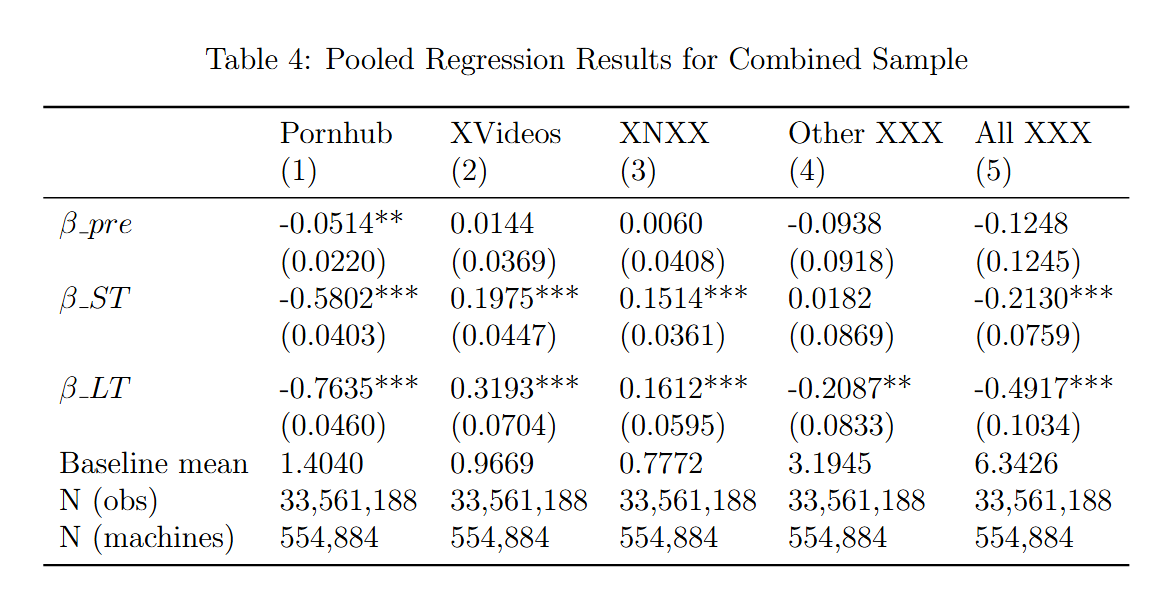 Table 4: Pooled Regression Results for Combined Sample
Pornhub XVideos XNXX Other XXX All XXX
(1) (2) (3) (4) (5)
β_pre -0.0514** 0.0144 0.0060 -0.0938 -0.1248
(0.0220) (0.0369) (0.0408) (0.0918) (0.1245)
β_ST -0.5802*** 0.1975*** 0.1514*** 0.0182 -0.2130***
(0.0403) (0.0447) (0.0361) (0.0869) (0.0759)
β_LT -0.7635*** 0.3193*** 0.1612*** -0.2087** -0.4917***
(0.0460) (0.0704) (0.0595) (0.0833) (0.1034)
Baseline mean 1.4040 0.9669 0.7772 3.1945 6.3426
N (obs) 33,561,188 33,561,188 33,561,188 33,561,188 33,561,188
N (machines) 554,884 554,884 554,884 554,884 554,884